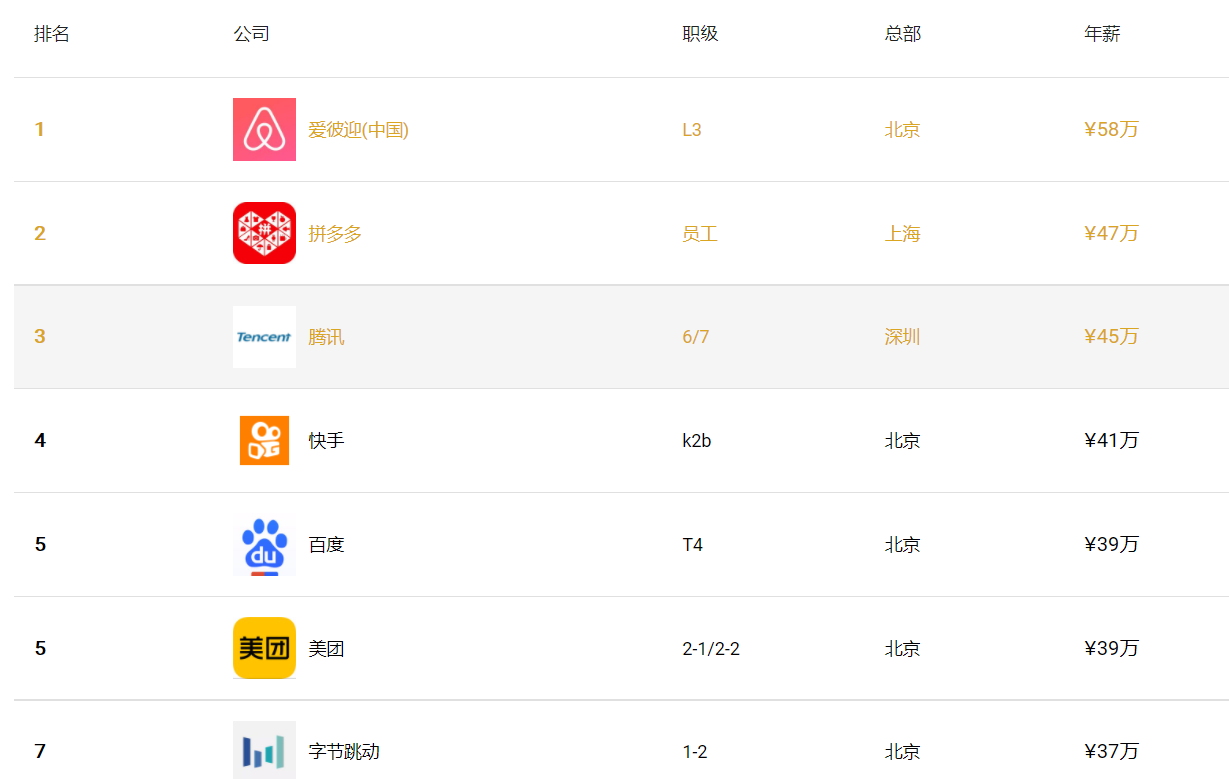 排名 公司 职级 总部 年薪
1 爱彼迎(中国) L3 北京 ¥58万
2 拼 拼多多 员工 上海 ¥47万
3 Tencent 腾讯 6/7 深圳 ¥45万
4 快手 k2b 北京 ¥41万
5 du 百度 T4 北京 ¥39万
5 美团 美团 2-1/2-2 北京 ¥39万
7 字节跳动 1-2 北京 ¥37万